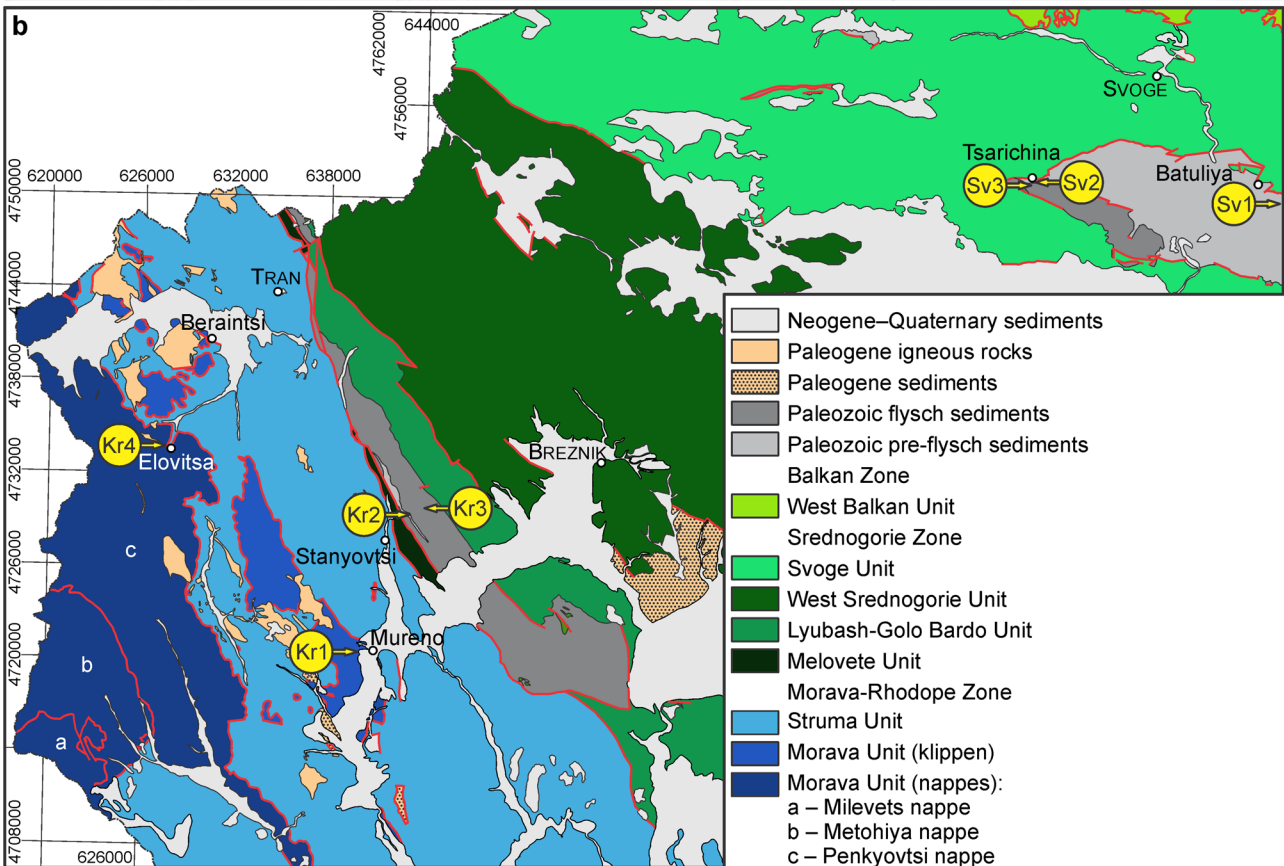 b
644000
4762000
4756000
SVOGE
Tsarichina
Sv3
Sv2
Batuliya
Sv1
4750000
620000
626000
632000
638000
4744000
TRAN
Beraintsi
4738000
Kr4
Elovitsa
4732000
BREZNIK
Kr2
Kr3
Stanyovtsi
c
4726000
Kr1
Mureno
4720000
b
a
4708000
626000
Neogene–Quaternary sediments
Paleogene igneous rocks
Paleogene sediments
Paleozoic flysch sediments
Paleozoic pre-flysch sediments
Balkan Zone
West Balkan Unit
Srednogorie Zone
Svoge Unit
West Srednogorie Unit
Lyubash-Golo Bardo Unit
Melovete Unit
Morava-Rhodope Zone
Struma Unit
Morava Unit (klippen)
Morava Unit (nappes):
a – Milevets nappe
b – Metohiya nappe
c – Penkyovtsi nappe